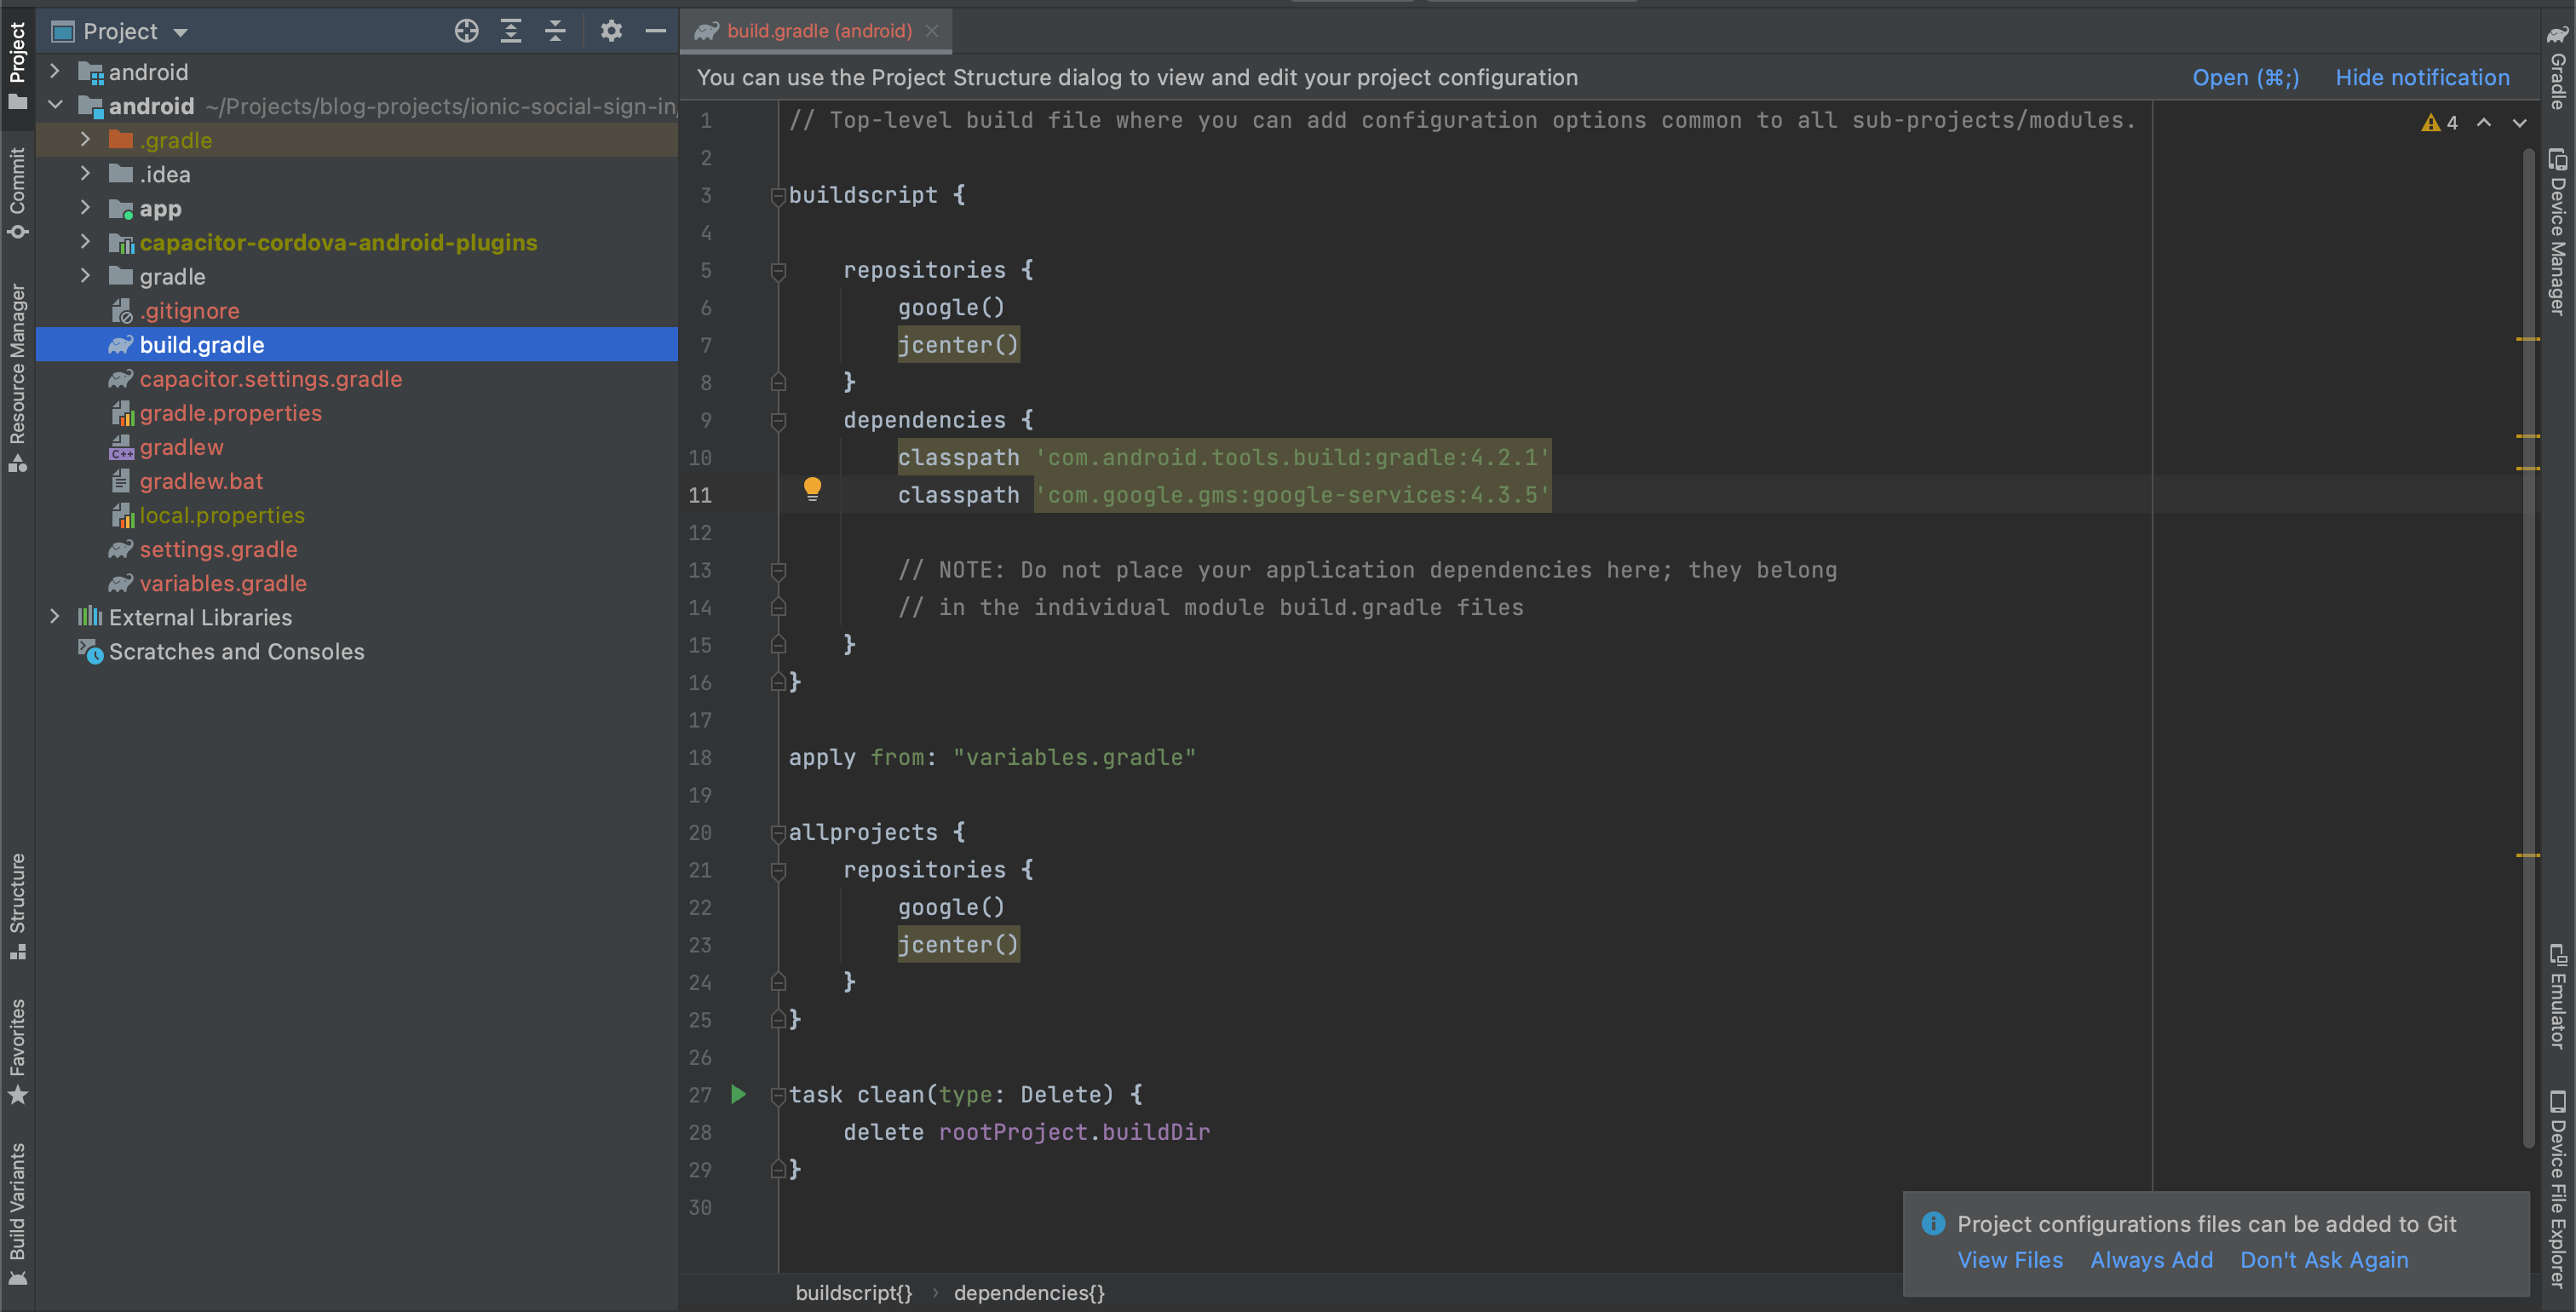 Project
Commit
Resource Manager
Structure
Favorites
Build Variants
Project
android
android ~/Projects/blog-projects/ionic-social-sign-in/
.gradle
.idea
app
capacitor-cordova-android-plugins
gradle
.gitignore
build.gradle
capacitor.settings.gradle
gradle.properties
C++ gradlew
gradlew.bat
local.properties
settings.gradle
variables.gradle
External Libraries
Scratches and Consoles
build.gradle (android)
You can use the Project Structure dialog to view and edit your project configuration
Open (⌘;) Hide notification
4
1 // Top-level build file where you can add configuration options common to all sub-projects/modules.
2
3 buildscript {
4
5 repositories {
6 google()
7 jcenter()
8 }
9 dependencies {
10 classpath 'com.android.tools.build:gradle:4.2.1'
11 classpath 'com.google.gms:google-services:4.3.5'
12
13 // NOTE: Do not place your application dependencies here; they belong
14 // in the individual module build.gradle files
15 }
16 }
17
18 apply from: "variables.gradle"
19
20 allprojects {
21 repositories {
22 google()
23 jcenter()
24 }
25 }
26
27 task clean(type: Delete) {
28 delete rootProject.buildDir
29 }
30
buildscript{} › dependencies{}
Project configurations files can be added to Git
View Files Always Add Don't Ask Again
Gradle
Device Manager
Emulator
Device File Explorer